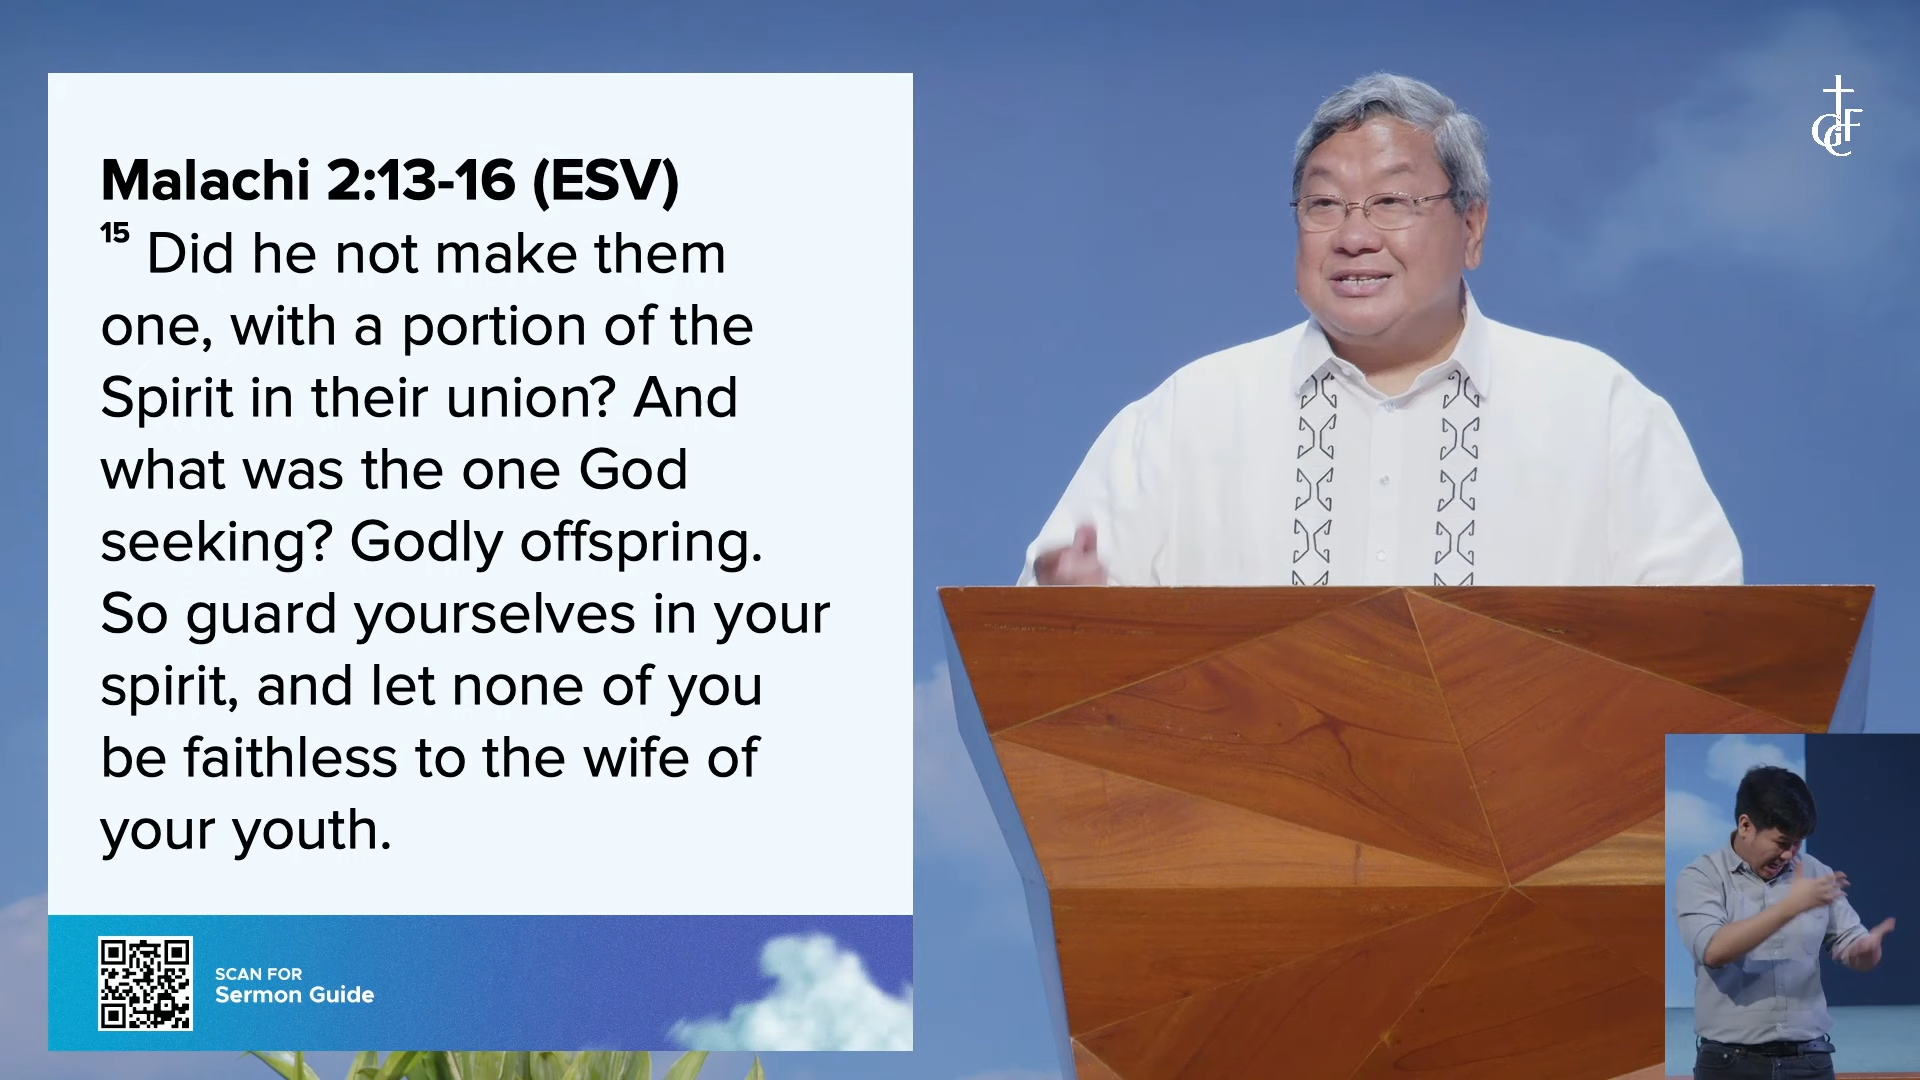 Malachi 2:13-16 (ESV)
15 Did he not make them
one, with a portion of the
Spirit in their union? And
what was the one God
seeking? Godly offspring.
So guard yourselves in your
spirit, and let none of you
be faithless to the wife of
your youth.
SCAN FOR
Sermon Guide
GCF